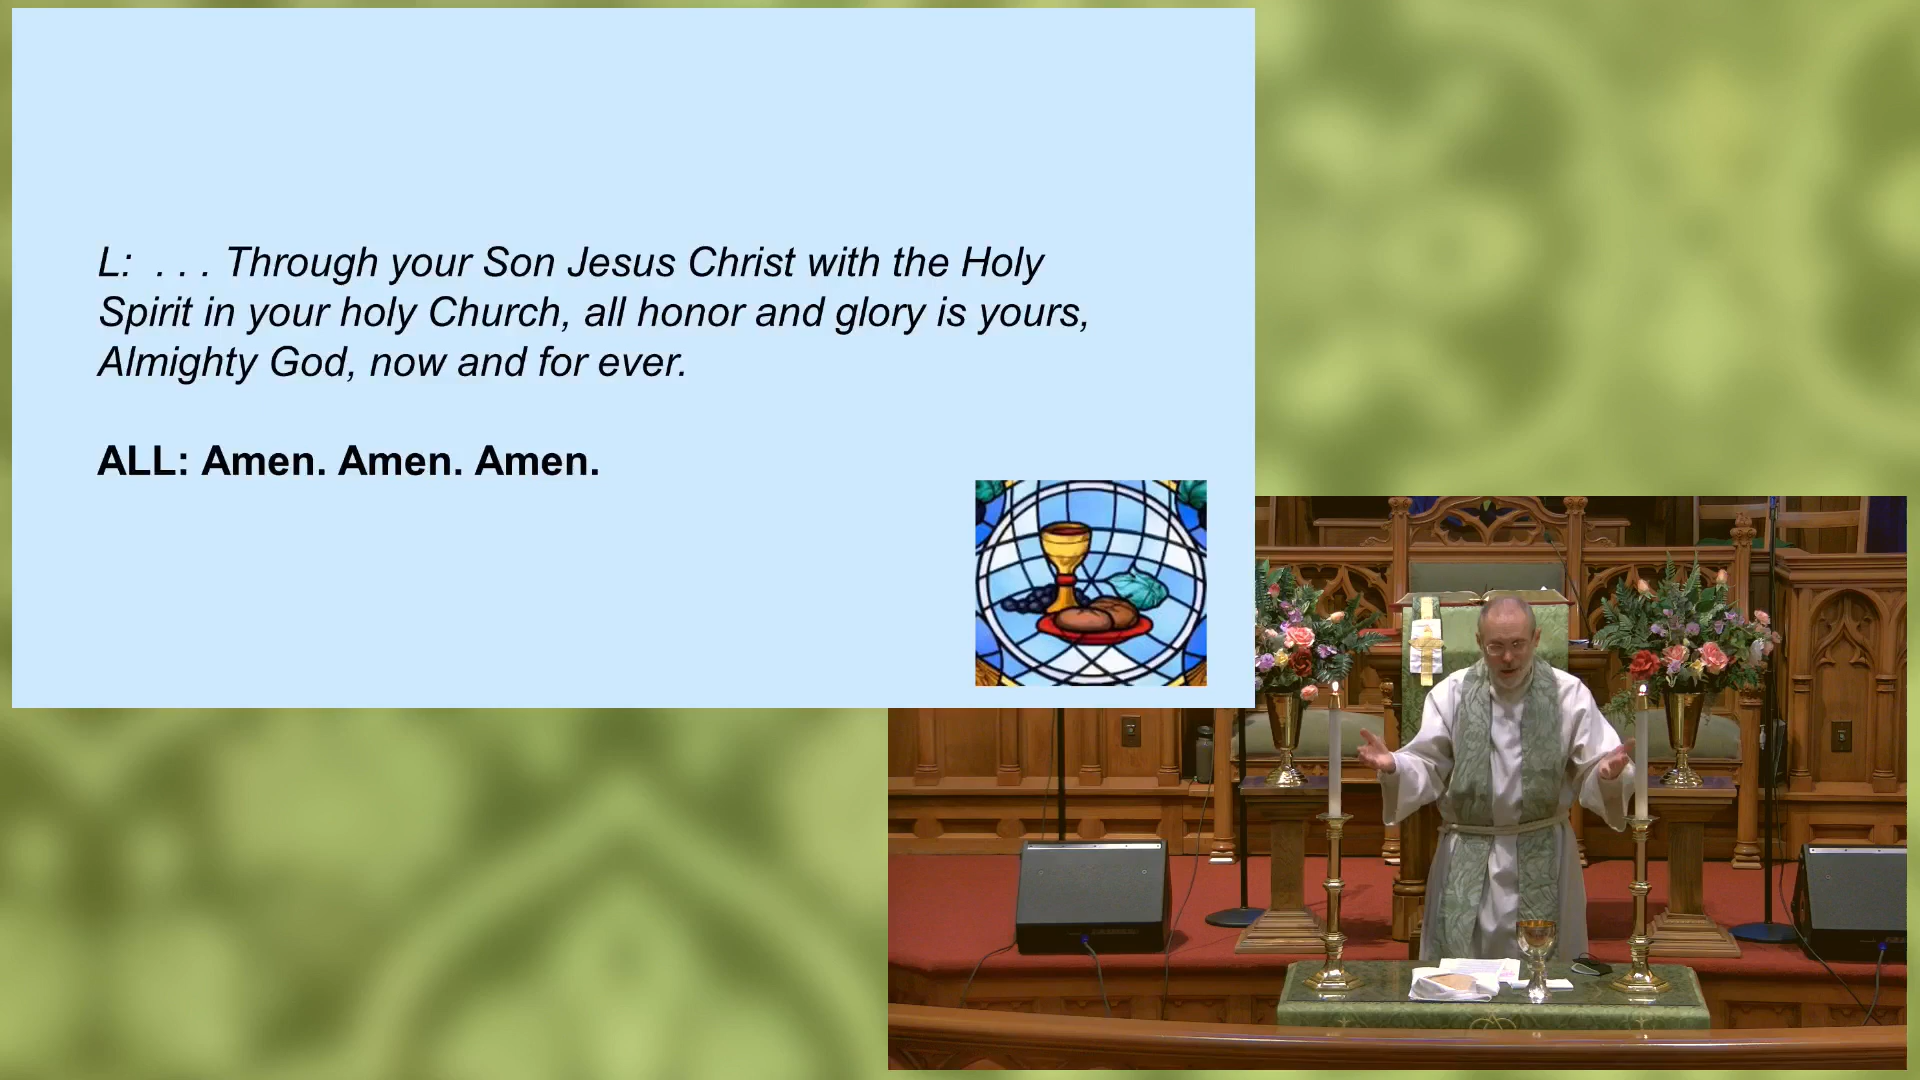 L:  . . . Through your Son Jesus Christ with the Holy
Spirit in your holy Church, all honor and glory is yours,
Almighty God, now and for ever.
ALL: Amen. Amen. Amen.